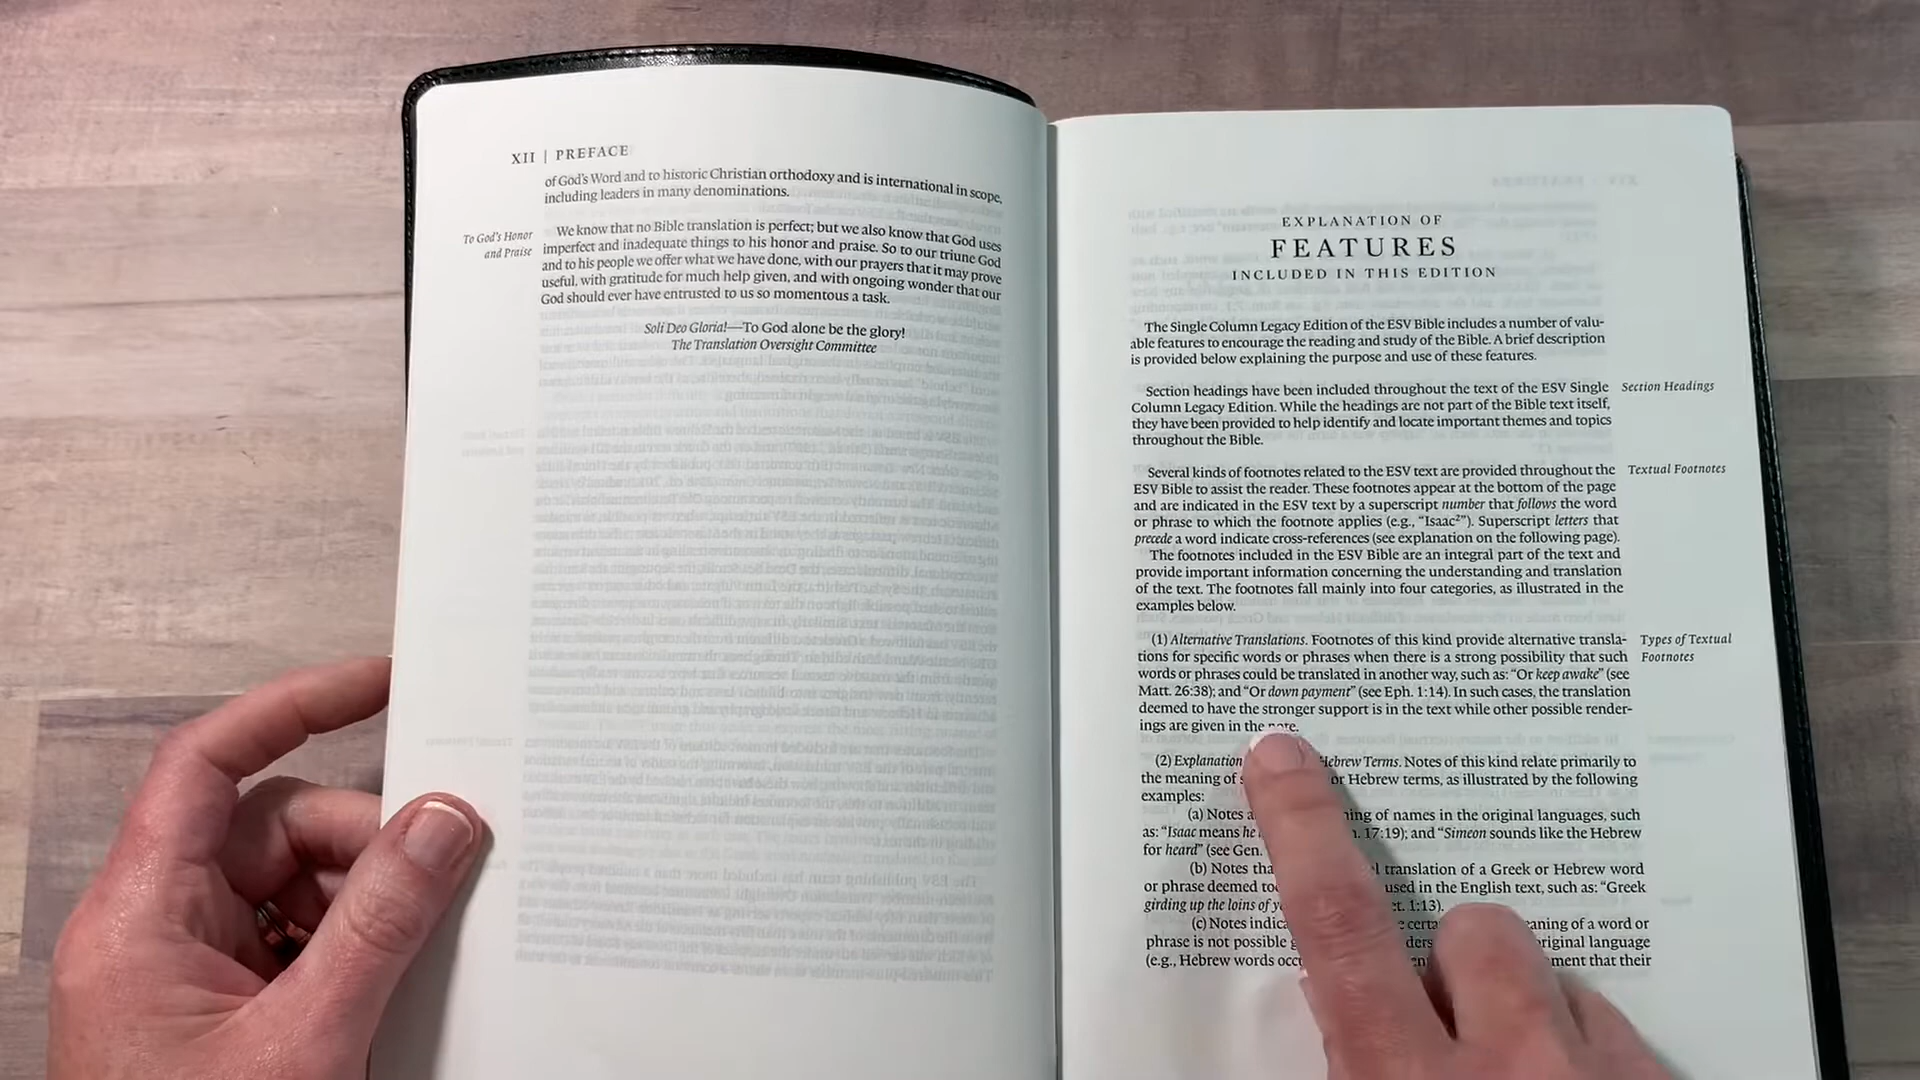 XII | PREFACE
of God's Word and to historic Christian orthodoxy and is international in scope,
including leaders in many denominations.
To God's Honor
and Praise
We know that no Bible translation is perfect; but we also know that God uses
imperfect and inadequate things to his honor and praise. So to our triune God
and to his people we offer what we have done, with our prayers that it may prove
useful, with gratitude for much help given, and with ongoing wonder that our
God should ever have entrusted to us so momentous a task.
Soli Deo Gloria!—To God alone be the glory!
The Translation Oversight Committee
EXPLANATION OF
FEATURES
INCLUDED IN THIS EDITION
The Single Column Legacy Edition of the ESV Bible includes a number of valu-
able features to encourage the reading and study of the Bible. A brief description
is provided below explaining the purpose and use of these features.
Section Headings
Section headings have been included throughout the text of the ESV Single
Column Legacy Edition. While the headings are not part of the Bible text itself,
they have been provided to help identify and locate important themes and topics
throughout the Bible.
Textual Footnotes
Several kinds of footnotes related to the ESV text are provided throughout the
ESV Bible to assist the reader. These footnotes appear at the bottom of the page
and are indicated in the ESV text by a superscript number that follows the word
or phrase to which the footnote applies (e.g., “Isaac²”). Superscript letters that
precede a word indicate cross-references (see explanation on the following page).
The footnotes included in the ESV Bible are an integral part of the text and
provide important information concerning the understanding and translation
of the text. The footnotes fall mainly into four categories, as illustrated in the
examples below.
Types of Textual
Footnotes
(1) Alternative Translations. Footnotes of this kind provide alternative transla-
tions for specific words or phrases when there is a strong possibility that such
words or phrases could be translated in another way, such as: “Or keep awake” (see
Matt. 26:38); and “Or down payment” (see Eph. 1:14). In such cases, the translation
deemed to have the stronger support is in the text while other possible render-
ings are given in the note.
(2) Explanation Hebrew Terms. Notes of this kind relate primarily to
the meaning of or Hebrew terms, as illustrated by the following
examples:
(a) Notes of names in the original languages, such
as: “Isaac means he 17:19); and “Simeon sounds like the Hebrew
for heard” (see Gen.
(b) Notes translation of a Greek or Hebrew word
or phrase deemed used in the English text, such as: “Greek
girding up the loins of 1:13).
(c) Notes of a word or
phrase is not possible original language
(e.g., Hebrew words that their